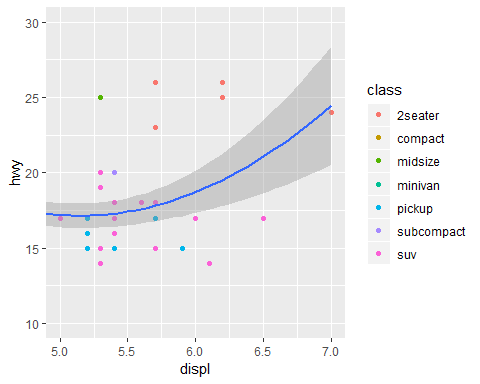 30
25
20
15
10
hwy
5.0 5.5 6.0 6.5 7.0
displ
class
2seater
compact
midsize
minivan
pickup
subcompact
suv